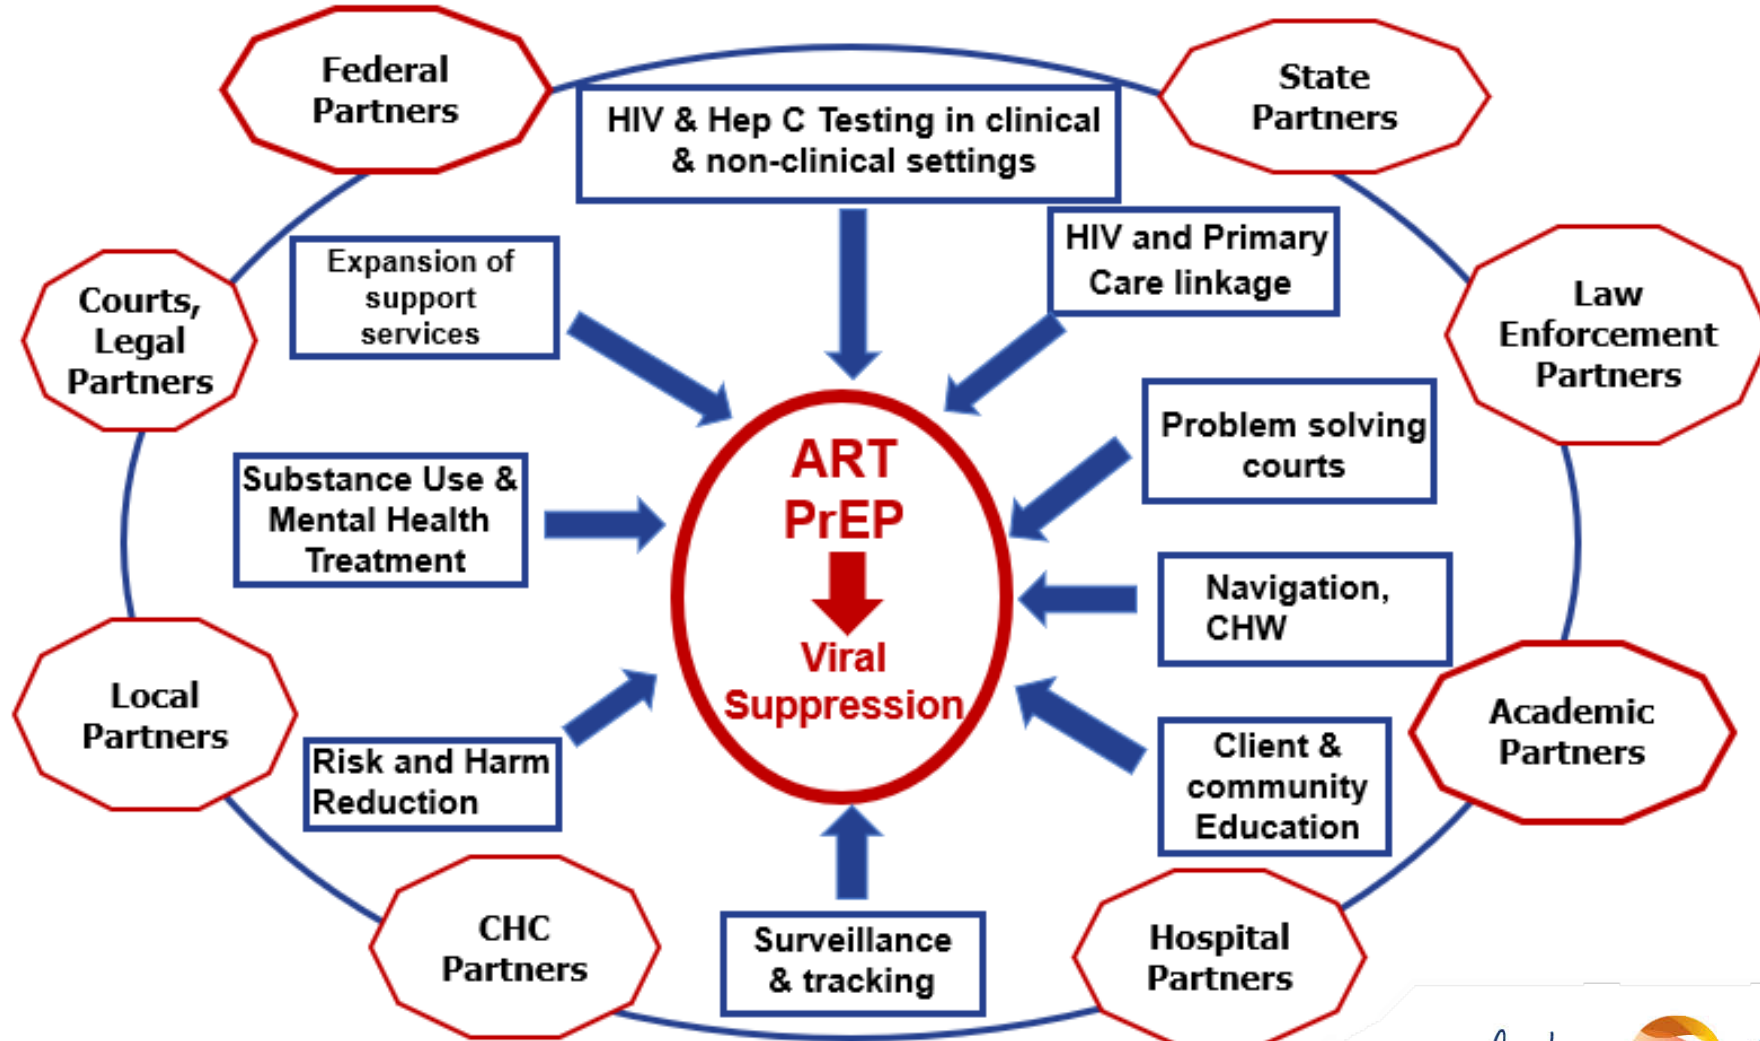 Federal
Partners
State
Partners
HIV & Hep C Testing in clinical
& non-clinical settings
HIV and Primary
Care linkage
Expansion of
support
services
Courts,
Legal
Partners
Law
Enforcement
Partners
Problem solving
courts
ART
PrEP
Viral
Suppression
Substance Use &
Mental Health
Treatment
Navigation,
CHW
Local
Partners
Academic
Partners
Risk and Harm
Reduction
Client &
community
Education
CHC
Partners
Surveillance
& tracking
Hospital
Partners